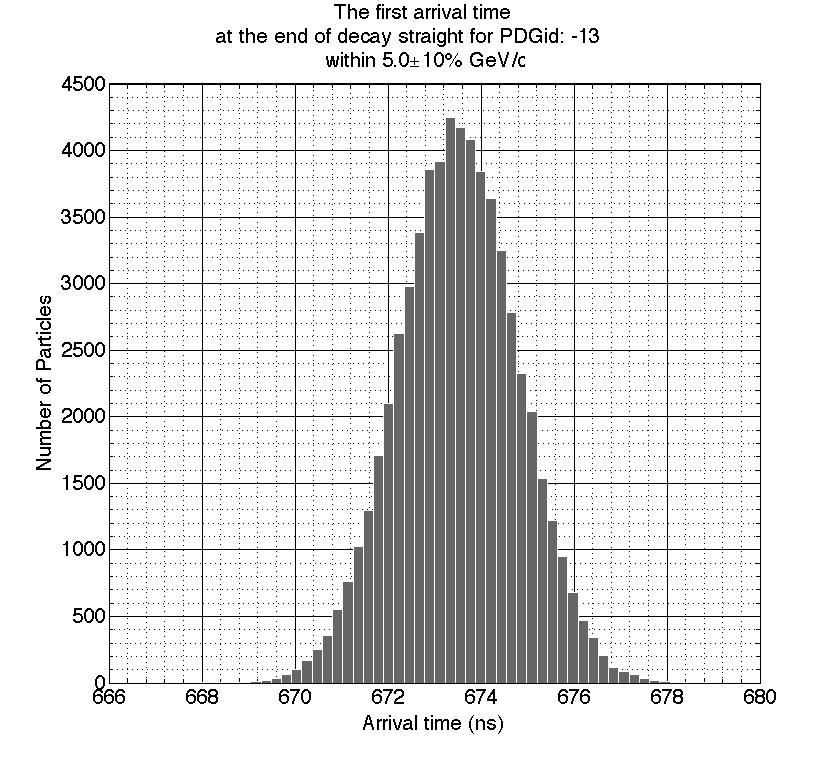 The first arrival time
at the end of decay straight for PDGid: -13
within 5.0±10% GeV/c
4500
4000
3500
3000
2500
2000
1500
1000
500
0
Number of Particles
666 668 670 672 674 676 678 680
Arrival time (ns)